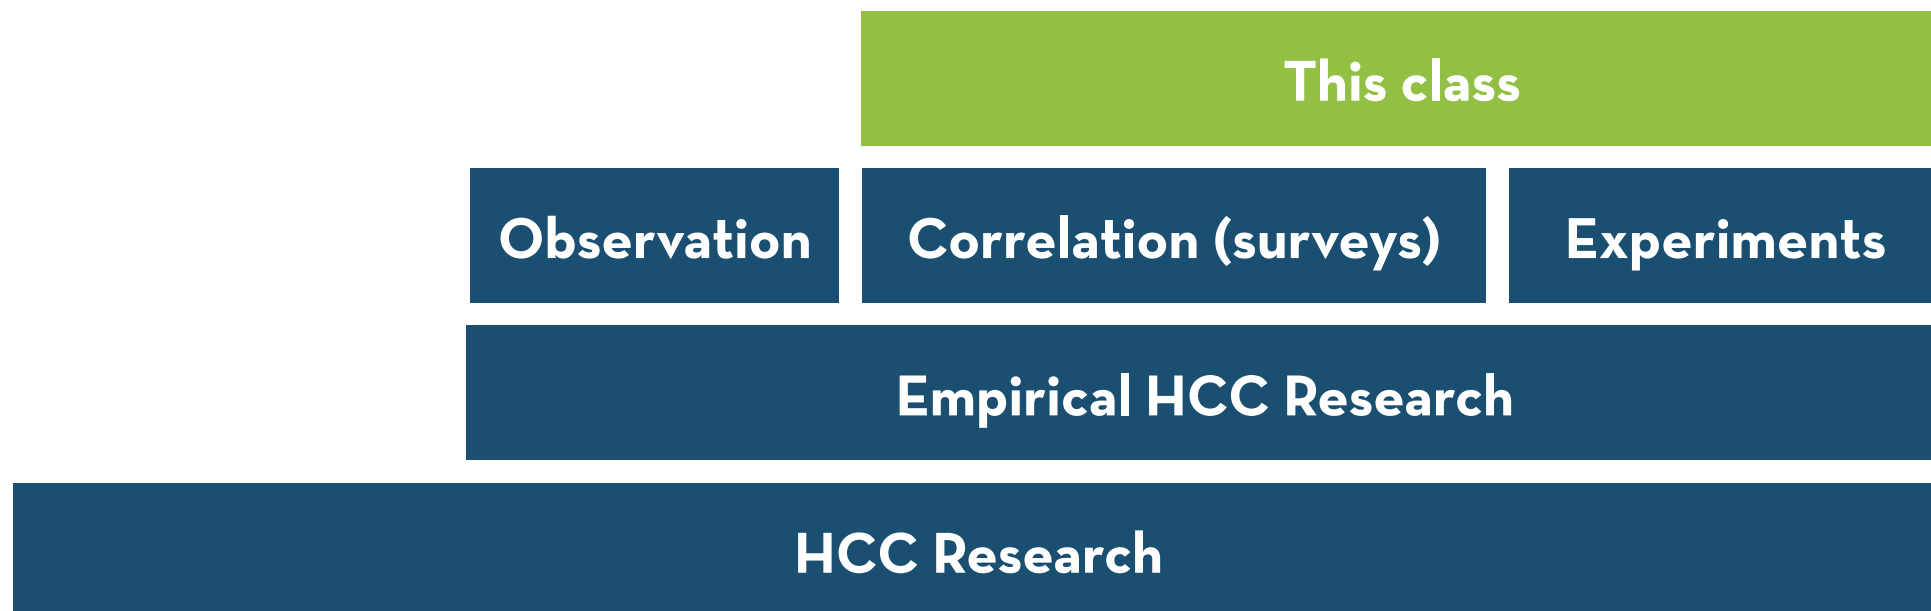 This class
Observation
Correlation (surveys)
Experiments
Empirical HCC Research
HCC Research